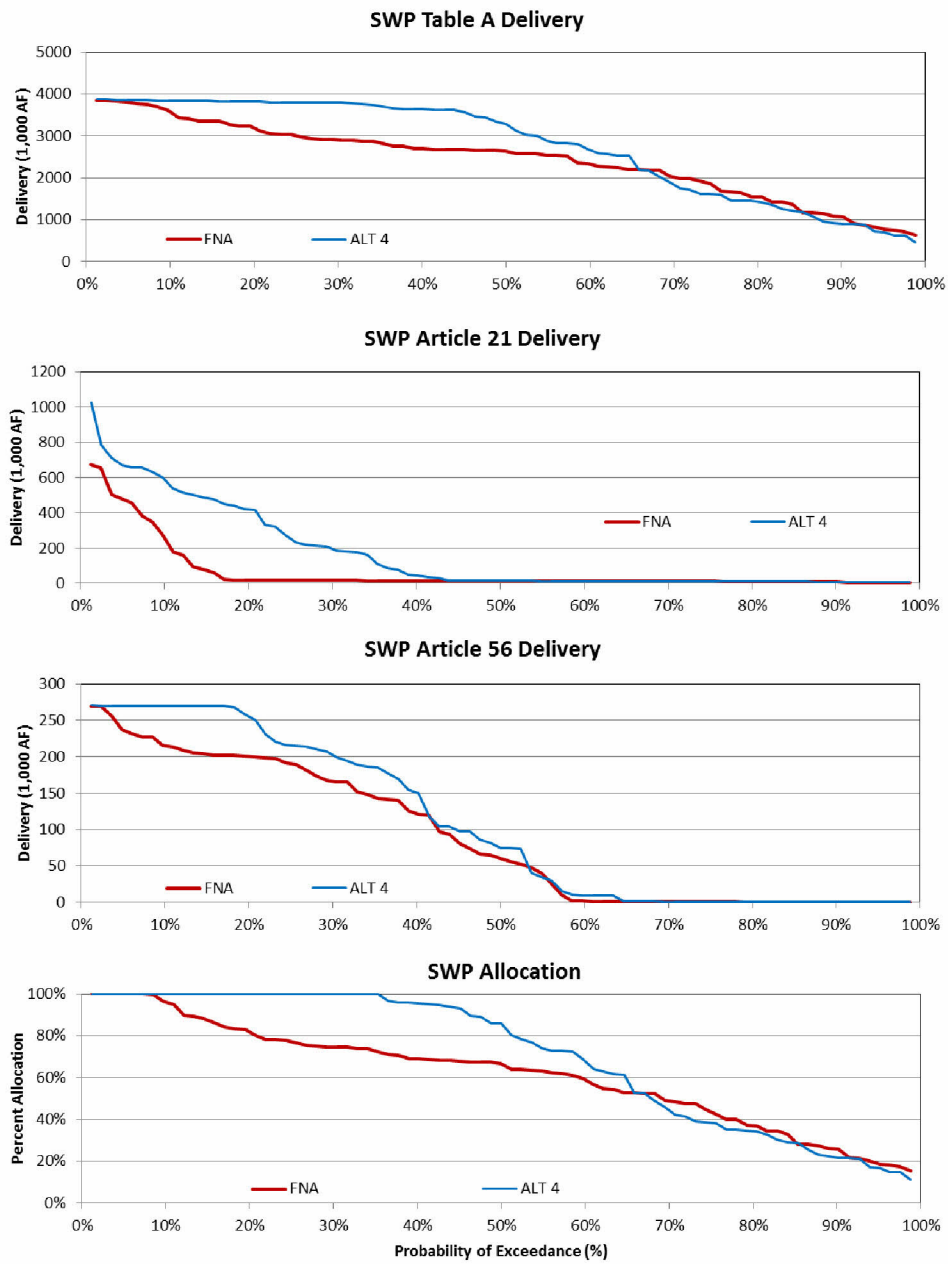 SWP Table A Delivery
Delivery (1,000 AF)
5000
4000
3000
2000
1000
0
FNA
ALT 4
0% 10% 20% 30% 40% 50% 60% 70% 80% 90% 100%
SWP Article 21 Delivery
Delivery (1,000 AF)
1200
1000
800
600
400
200
0
FNA
ALT 4
0% 10% 20% 30% 40% 50% 60% 70% 80% 90% 100%
SWP Article 56 Delivery
Delivery (1,000 AF)
300
250
200
150
100
50
0
FNA
ALT 4
0% 10% 20% 30% 40% 50% 60% 70% 80% 90% 100%
SWP Allocation
Percent Allocation
100%
80%
60%
40%
20%
0%
FNA
ALT 4
0% 10% 20% 30% 40% 50% 60% 70% 80% 90% 100%
Probability of Exceedance (%)